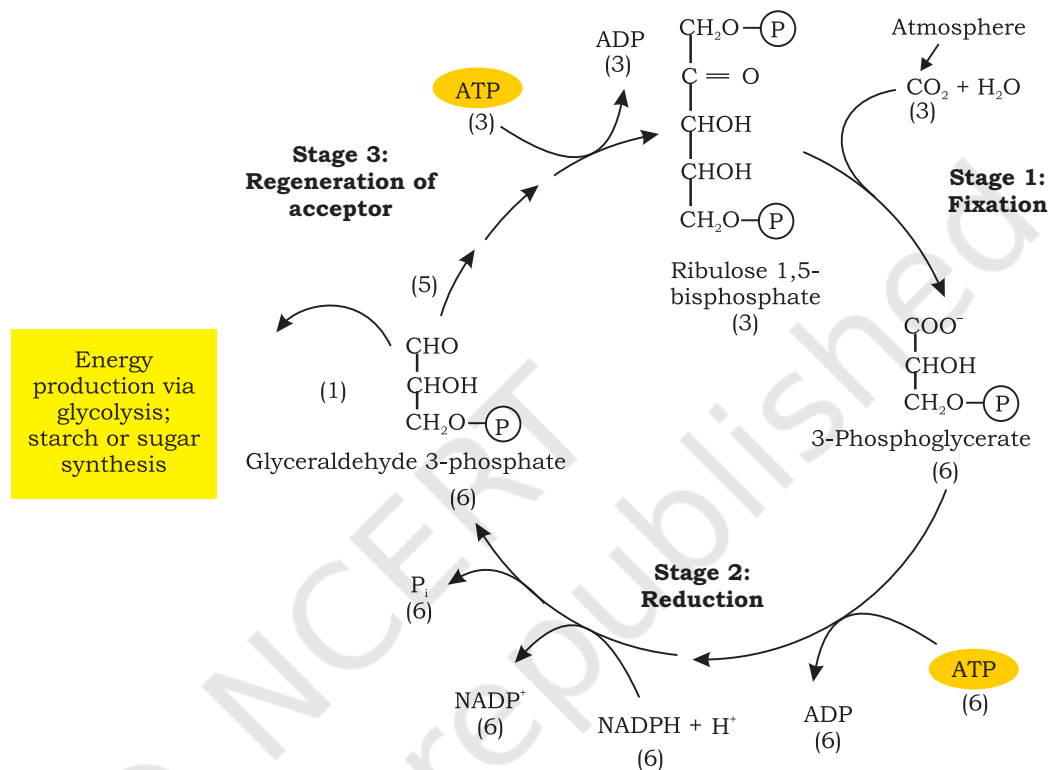 CH₂O—P
ADP
(3)
Atmosphere
ATP
(3)
C = O
CO₂ + H₂O
(3)
CHOH
Stage 3:
Regeneration of
acceptor
CHOH
Stage 1:
Fixation
CH₂O—P
Ribulose 1,5-
bisphosphate
(3)
(5)
COO⁻
CHOH
CH₂O—P
3-Phosphoglycerate
(6)
CHO
CHOH
CH₂O—P
Glyceraldehyde 3-phosphate
(6)
(1)
Energy
production via
glycolysis;
starch or sugar
synthesis
Stage 2:
Reduction
Pᵢ
(6)
NADP⁺
(6)
NADPH + H⁺
(6)
ADP
(6)
ATP
(6)
NCERT
republished